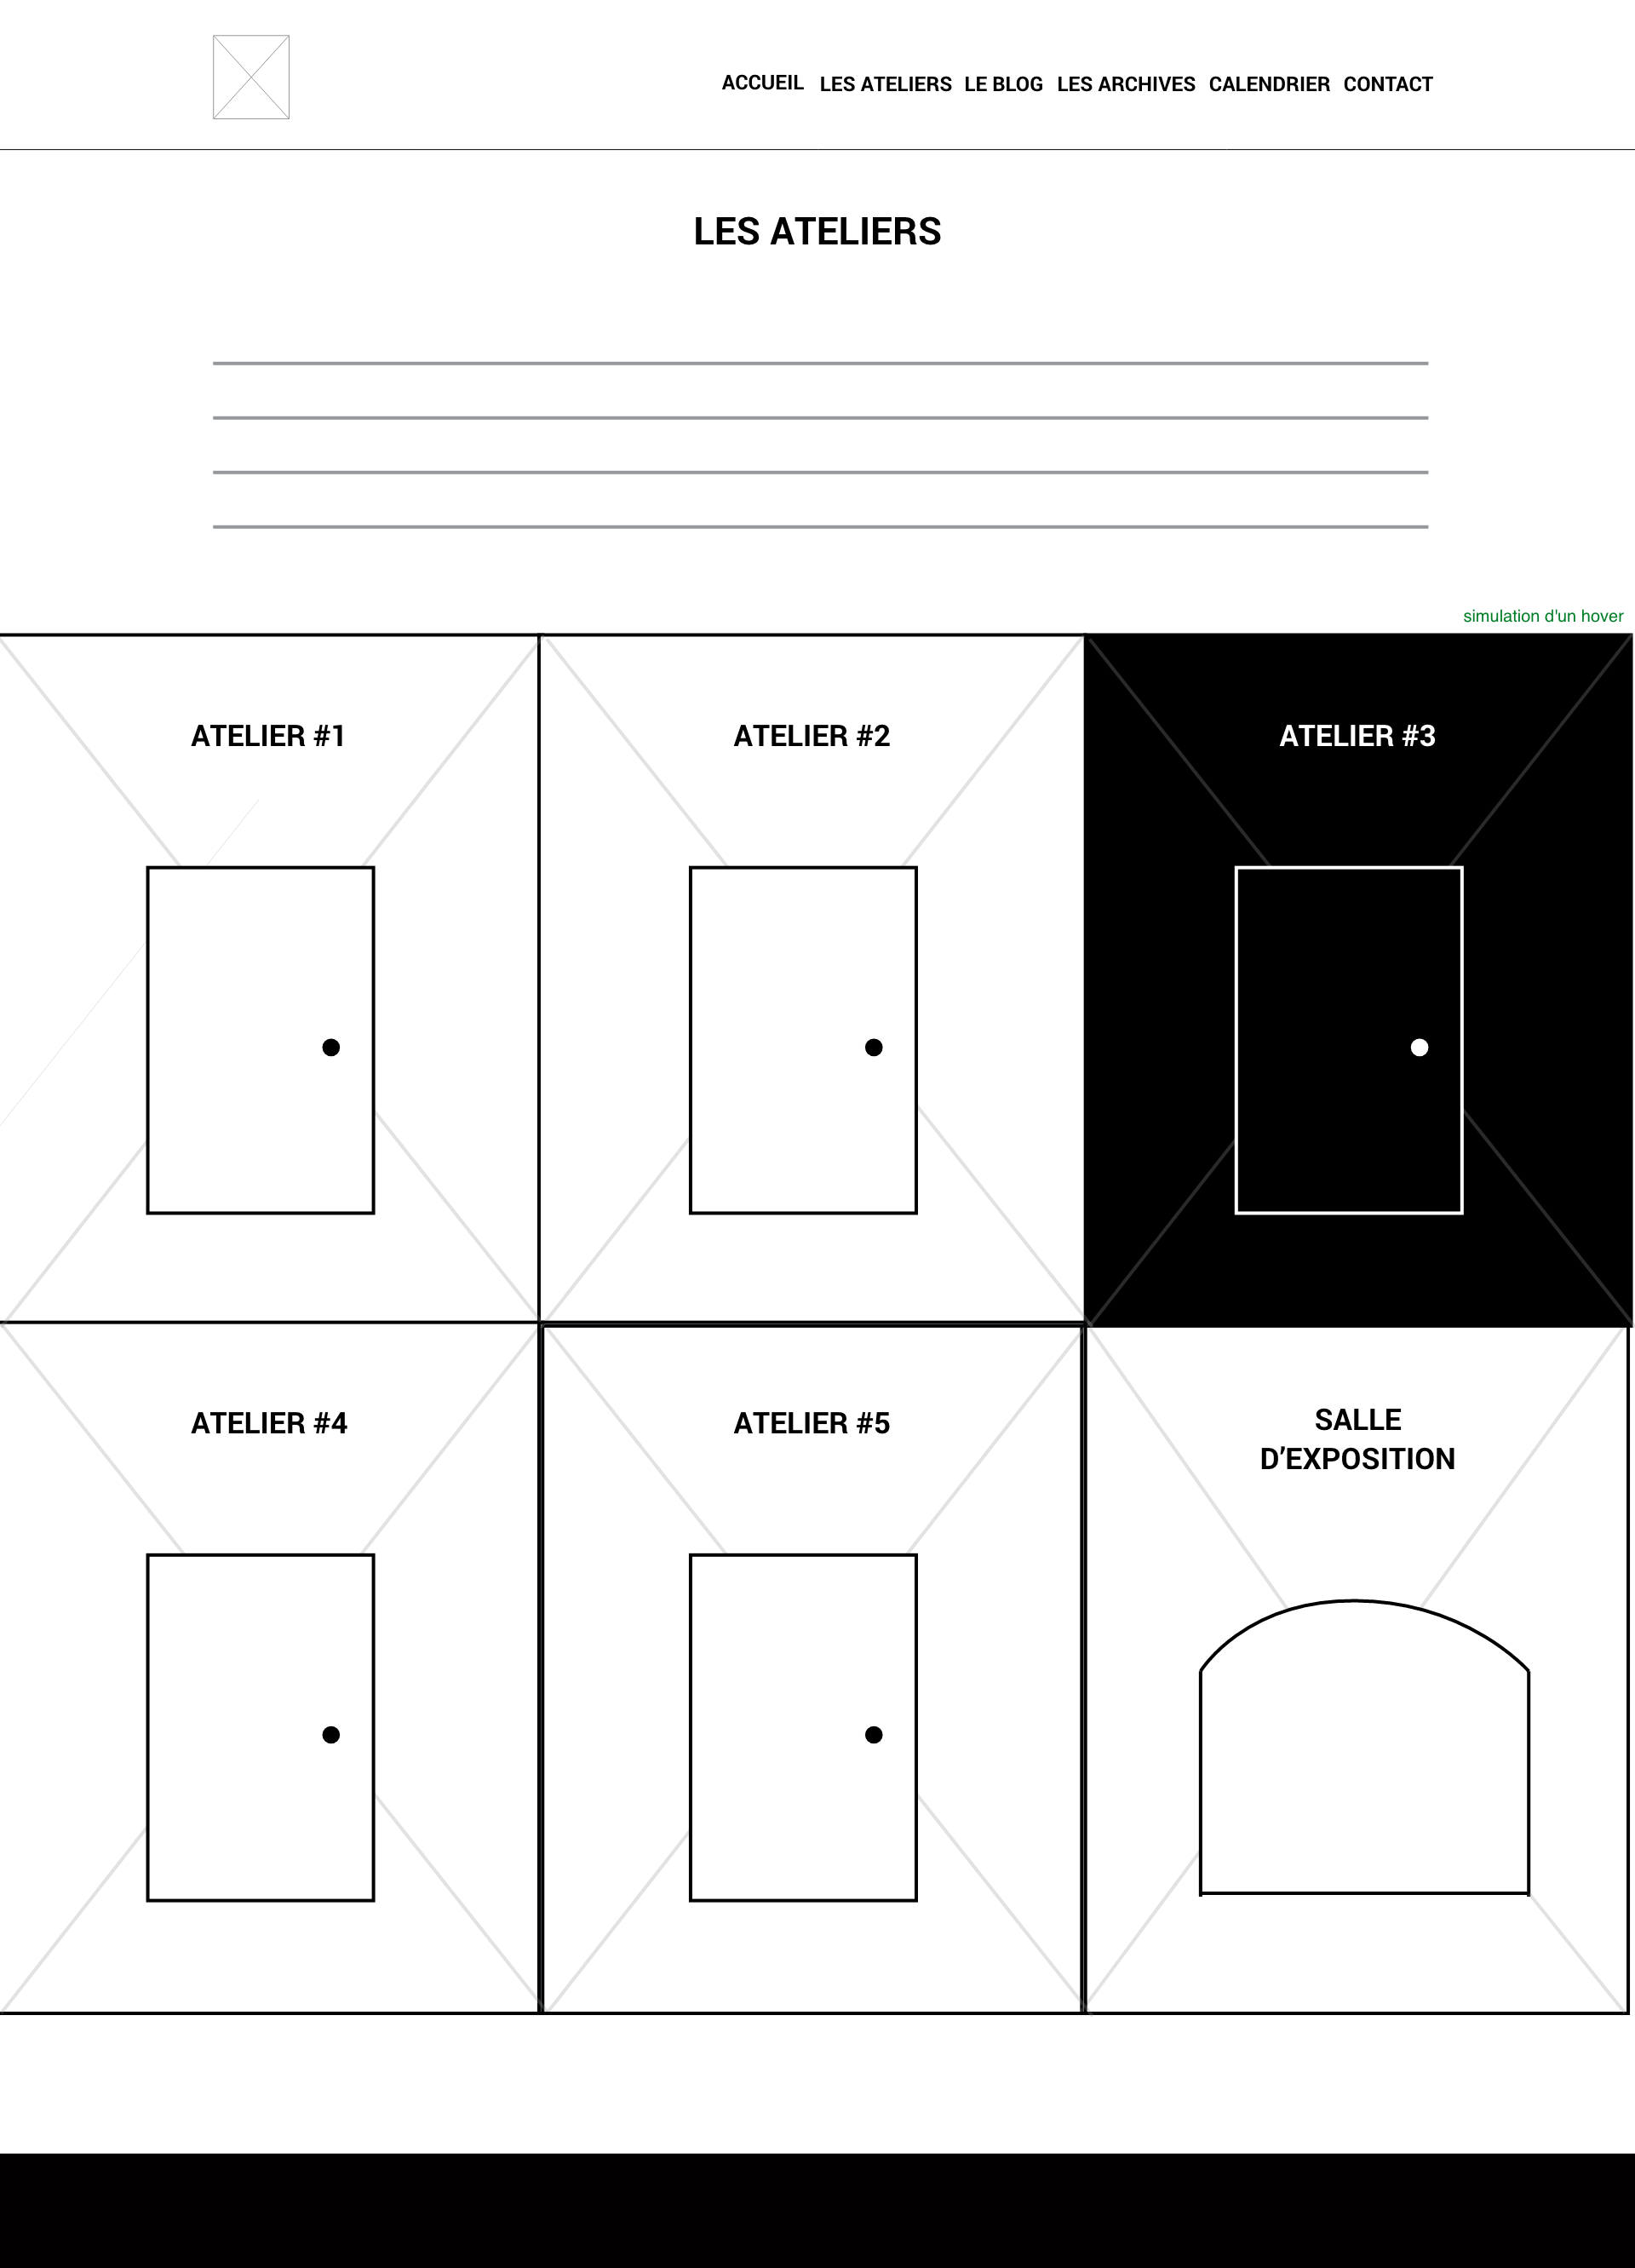 ACCUEIL LES ATELIERS LE BLOG LES ARCHIVES CALENDRIER CONTACT
LES ATELIERS
simulation d'un hover
ATELIER #1
ATELIER #2
ATELIER #3
ATELIER #4
ATELIER #5
SALLE
D’EXPOSITION